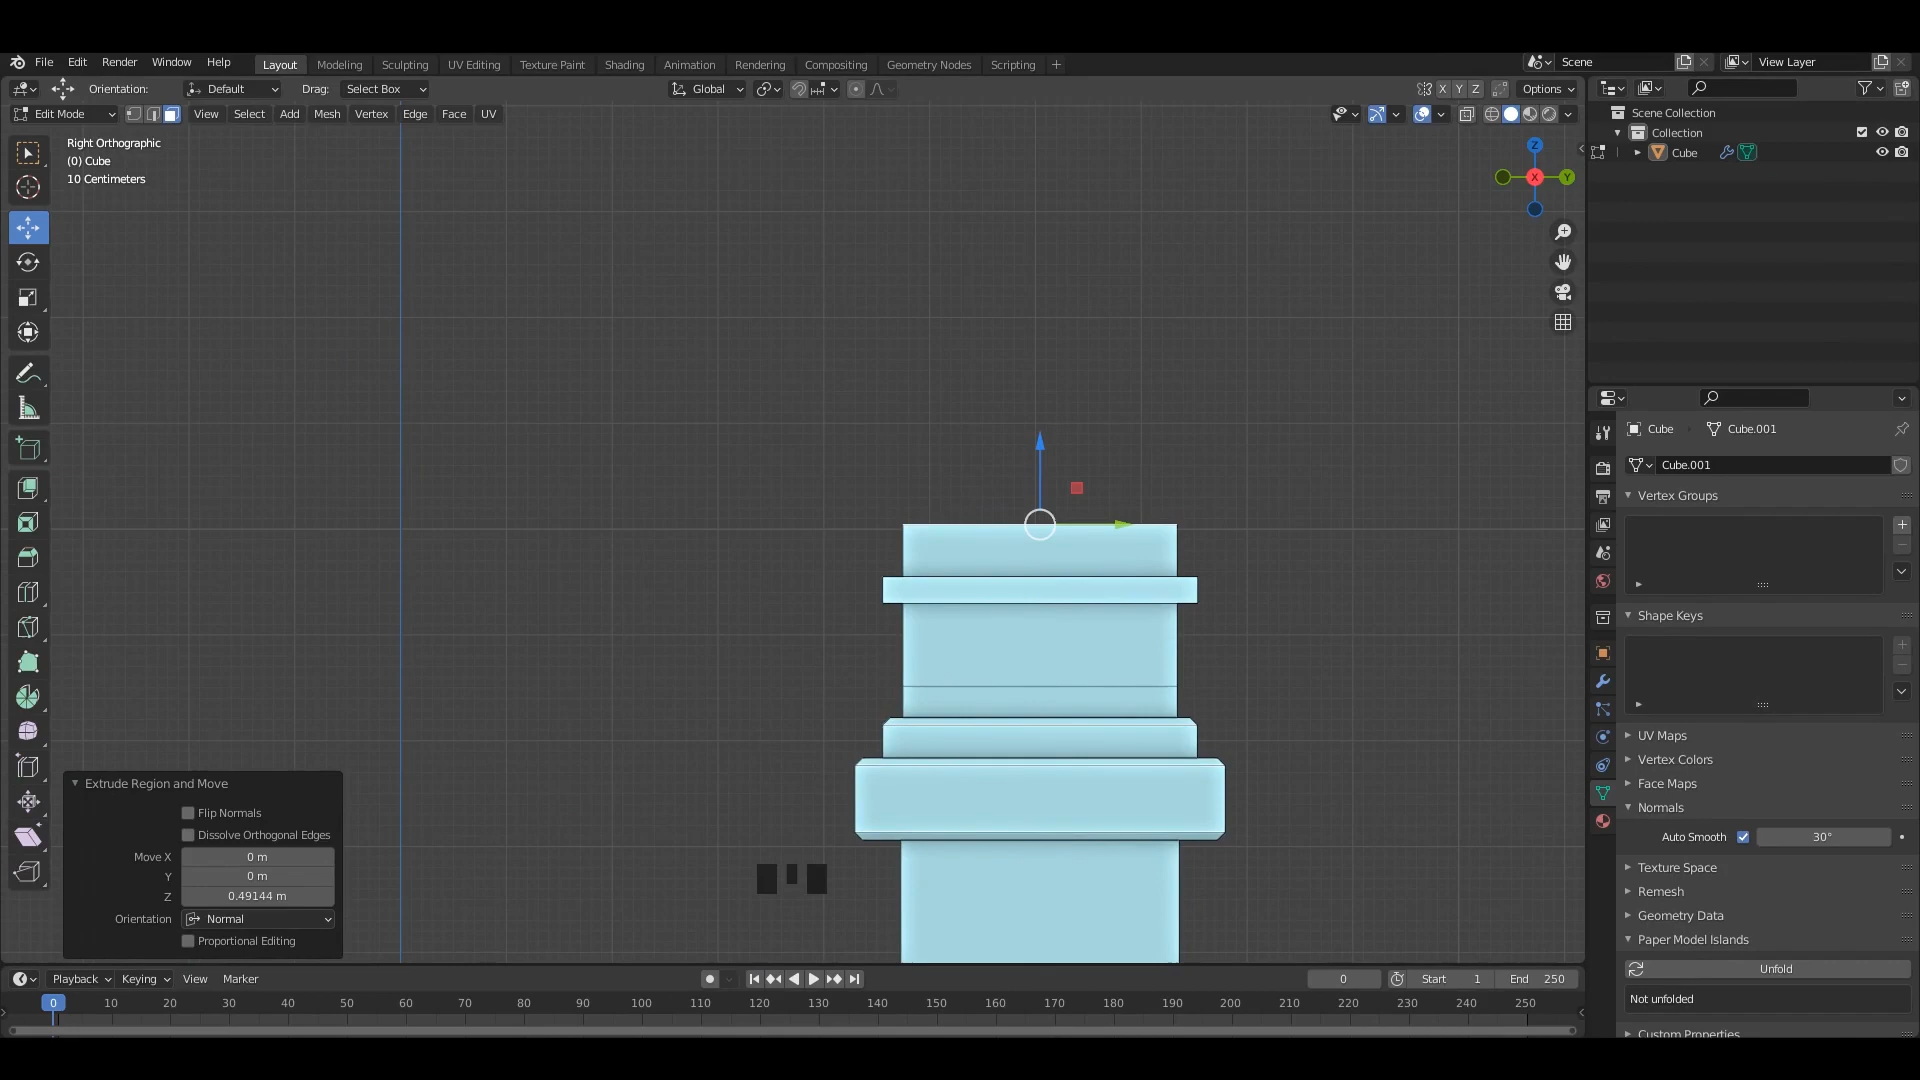 File Edit Render Window Help Layout Modeling Sculpting UV Editing Texture Paint Shading Animation Rendering Compositing Geometry Nodes Scripting Scene View Layer
Orientation: Default Drag: Select Box Global X Y Z Options
Edit Mode View Select Add Mesh Vertex Edge Face UV
Right Orthographic
(0) Cube
10 Centimeters
Z
X
Y
Scene Collection
Collection
Cube
Cube Cube.001
Cube.001
Vertex Groups
Shape Keys
UV Maps
Vertex Colors
Face Maps
Normals
Auto Smooth 30°
Texture Space
Remesh
Geometry Data
Paper Model Islands
Unfold
Not unfolded
Custom Properties
Extrude Region and Move
Flip Normals
Dissolve Orthogonal Edges
Move X 0 m
Y 0 m
Z 0.49144 m
Orientation Normal
Proportional Editing
Playback Keying View Marker 0 Start 1 End 250
0 10 20 30 40 50 60 70 80 90 100 110 120 130 140 150 160 170 180 190 200 210 220 230 240 250